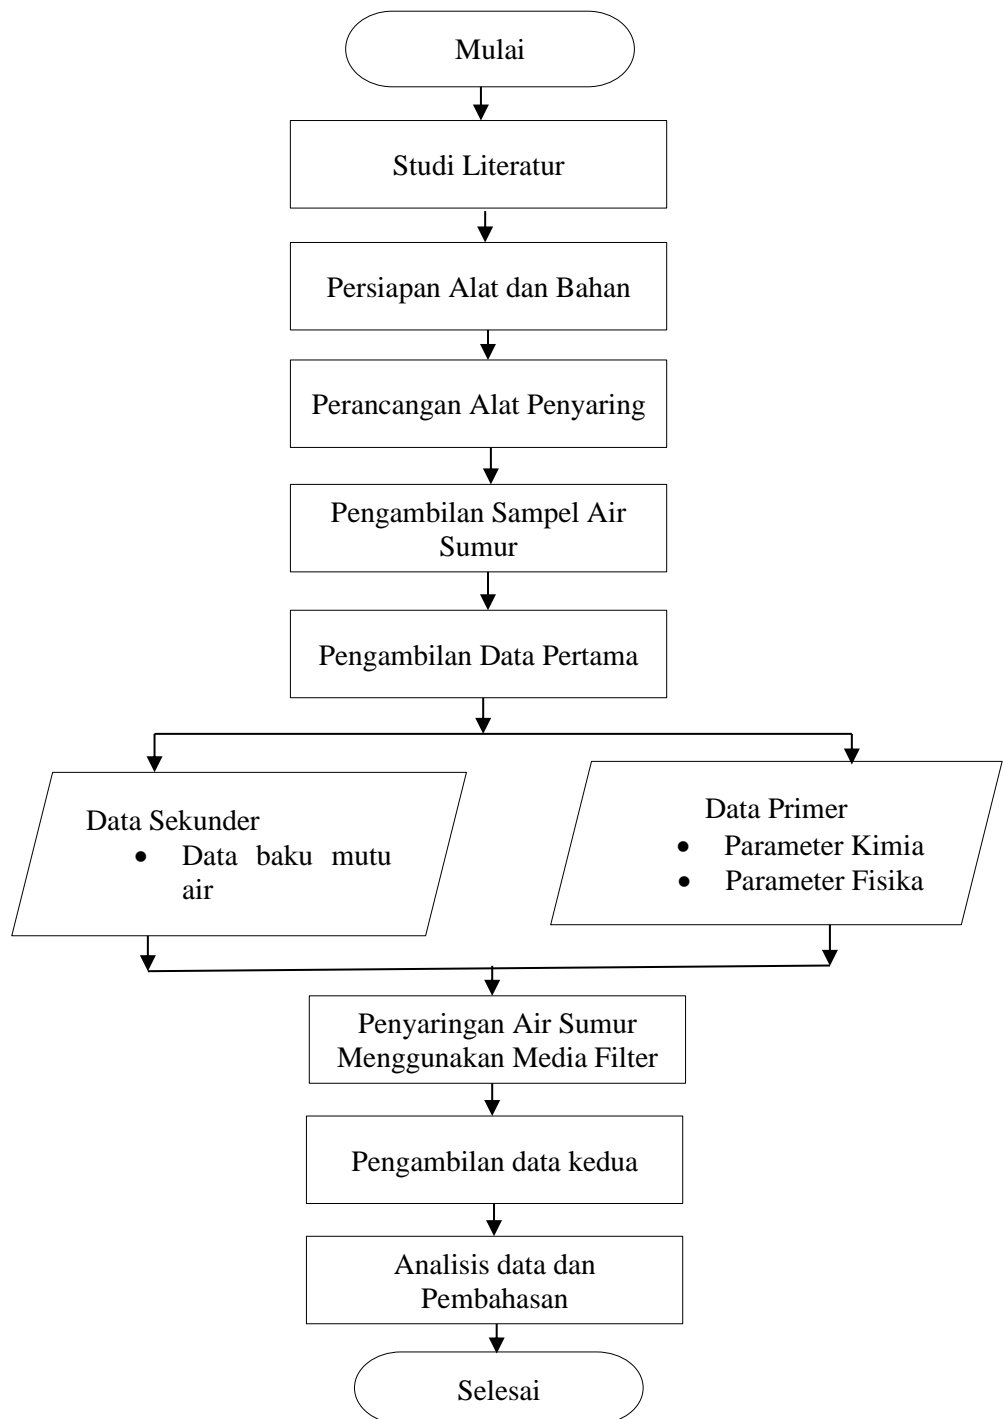 Mulai
Studi Literatur
Persiapan Alat dan Bahan
Perancangan Alat Penyaring
Pengambilan Sampel Air
Sumur
Pengambilan Data Pertama
Data Sekunder
• Data baku mutu
air
Data Primer
• Parameter Kimia
• Parameter Fisika
Penyaringan Air Sumur
Menggunakan Media Filter
Pengambilan data kedua
Analisis data dan
Pembahasan
Selesai